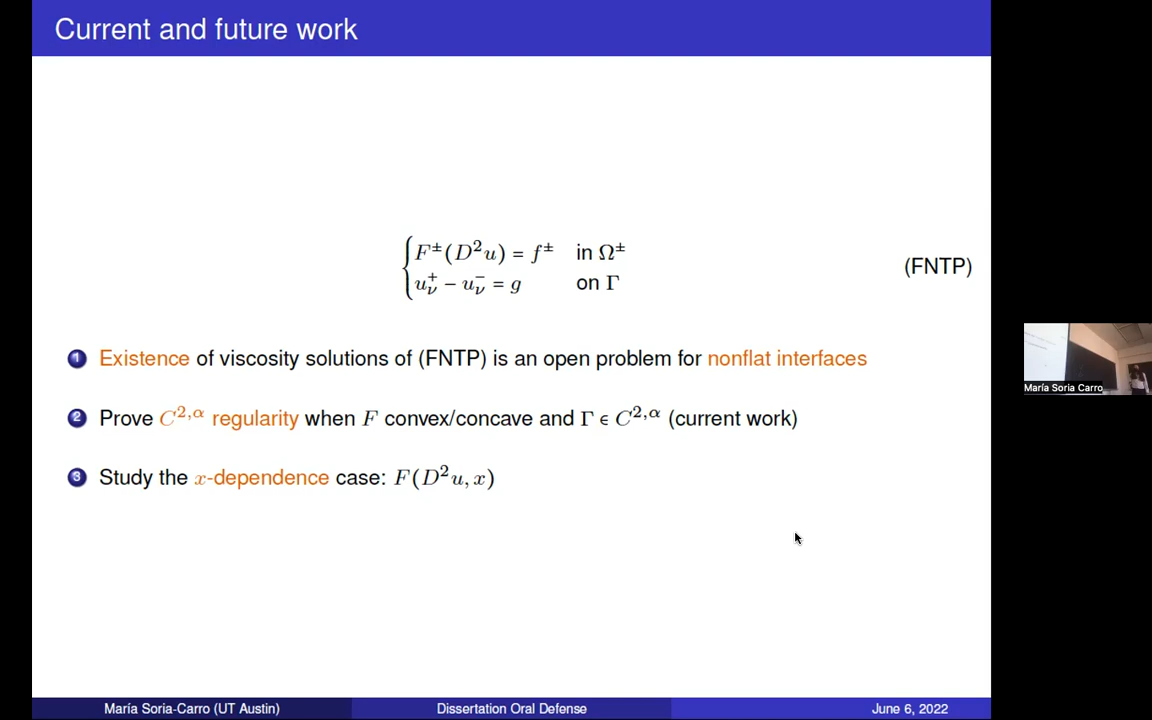 Current and future work
F±(D²u) = f± in Ω±
u_ν⁺ − u_ν⁻ = g on Γ
(FNTP)
1 Existence of viscosity solutions of (FNTP) is an open problem for nonflat interfaces
2 Prove C^{2,α} regularity when F convex/concave and Γ ∈ C^{2,α} (current work)
3 Study the x-dependence case: F(D²u, x)
María Soria Carro
María Soria-Carro (UT Austin) Dissertation Oral Defense June 6, 2022